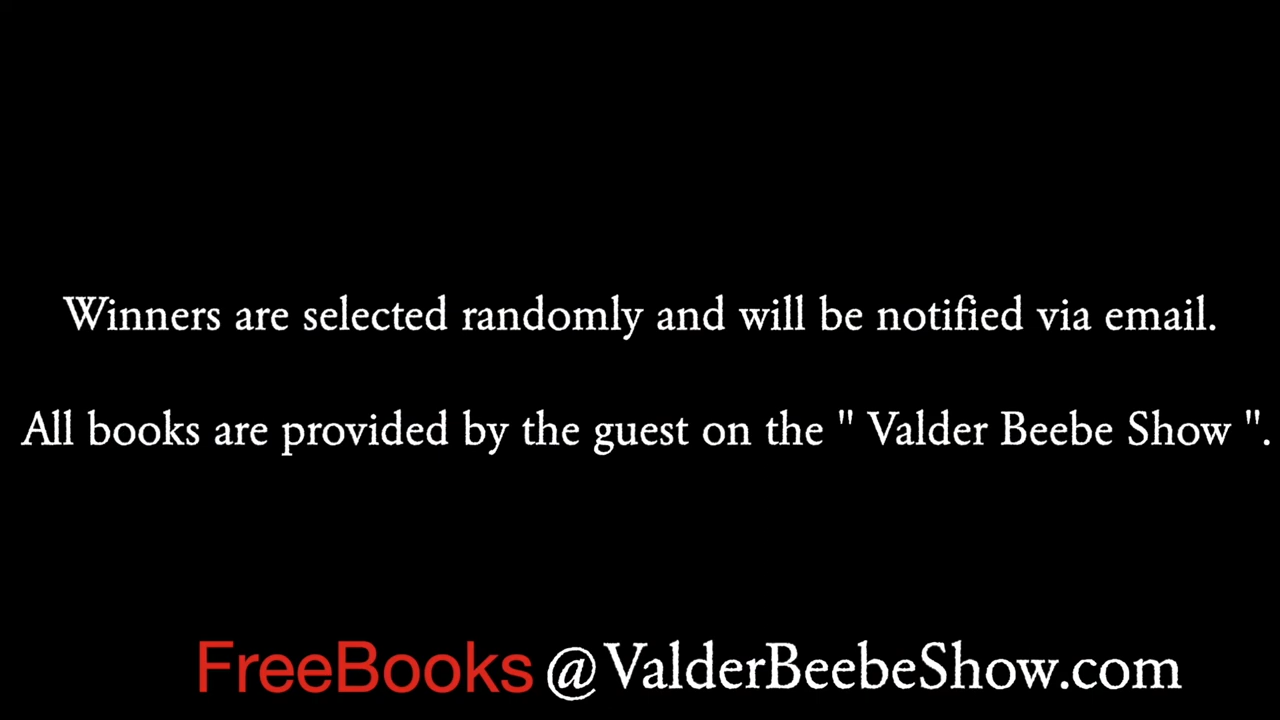 Winners are selected randomly and will be notified via email.
All books are provided by the guest on the " Valder Beebe Show ".
FreeBooks@ValderBeebeShow.com